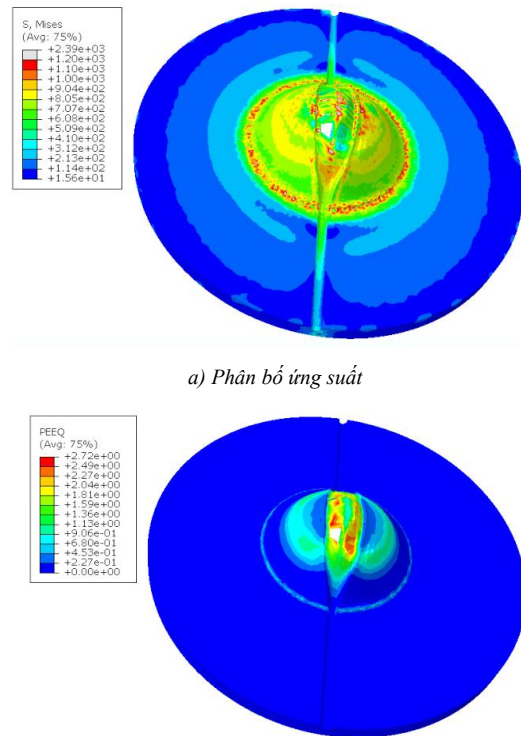 S, Mises
(Avg: 75%)
+2.39e+03
+1.20e+03
+1.10e+03
+1.00e+03
+9.04e+02
+8.05e+02
+7.07e+02
+6.08e+02
+5.09e+02
+4.10e+02
+3.12e+02
+2.13e+02
+1.14e+02
+1.56e+01
a) Phân bố ứng suất
PEEQ
(Avg: 75%)
+2.72e+00
+2.49e+00
+2.27e+00
+2.04e+00
+1.81e+00
+1.59e+00
+1.36e+00
+1.13e+00
+9.06e-01
+6.80e-01
+4.53e-01
+2.27e-01
+0.00e+00